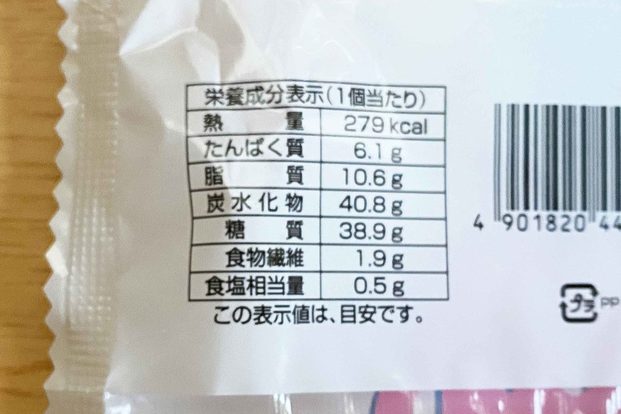 栄養成分表示(1個当たり)
熱量 279kcal
たんぱく質 6.1g
脂質 10.6g
炭水化物 40.8g
糖質 38.9g
食物繊維 1.9g
食塩相当量 0.5g
この表示値は、目安です。
4 901820 44
プラ PP